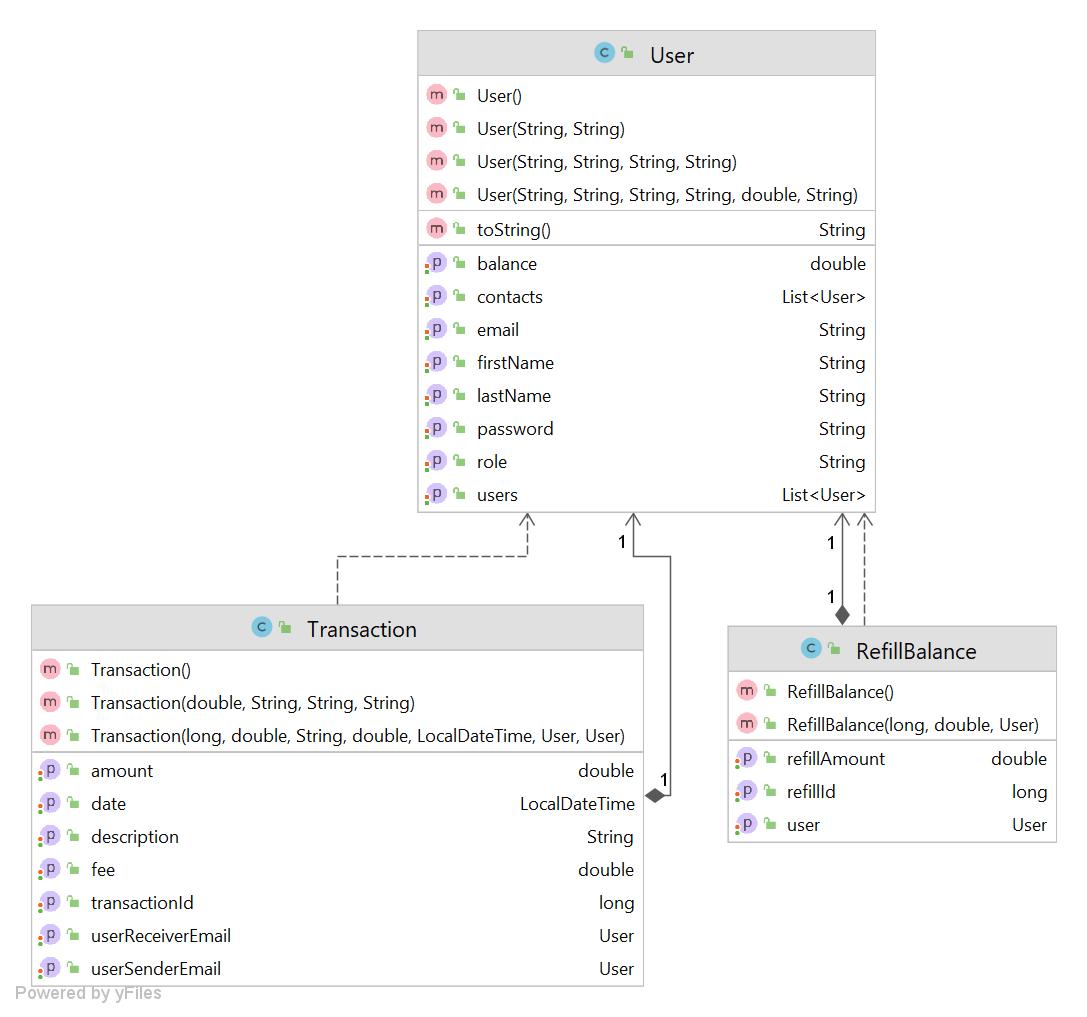 C User
m User()
m User(String, String)
m User(String, String, String, String)
m User(String, String, String, String, double, String)
m toString() String
p balance double
p contacts List<User>
p email String
p firstName String
p lastName String
p password String
p role String
p users List<User>
1 1
1
C Transaction
m Transaction()
m Transaction(double, String, String, String)
m Transaction(long, double, String, double, LocalDateTime, User, User)
p amount double
p date LocalDateTime
p description String
p fee double
p transactionId long
p userReceiverEmail User
p userSenderEmail User
1
C RefillBalance
m RefillBalance()
m RefillBalance(long, double, User)
p refillAmount double
p refillId long
p user User
Powered by yFiles